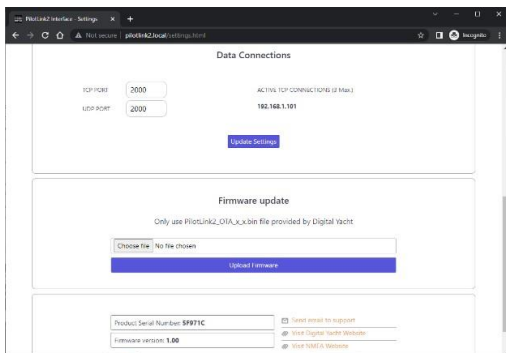 PilotLink2 Interface - Settings
Not secure | pilotlink2.local/settings.html
Incognito
Data Connections
TCP PORT 2000 ACTIVE TCP CONNECTIONS (3 Max.)
UDP PORT 2000 192.168.1.101
Update Settings
Firmware update
Only use PilotLink2_OTA_x_x.bin file provided by Digital Yacht
Choose file No file chosen
Upload Firmware
Product Serial Number: SF971C Send email to support
Firmware version: 1.00 Visit Digital Yacht Website
Visit NMEA Website